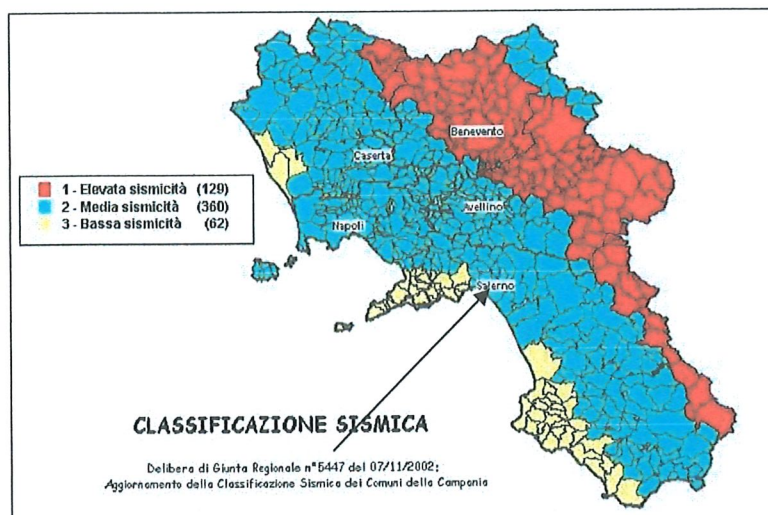 Benevento
Caserta
1 - Elevata sismicità (129)
2 - Media sismicità (360)
3 - Bassa sismicità (62)
Avellino
Napoli
Salerno
CLASSIFICAZIONE SISMICA
Delibera di Giunta Regionale n°5447 del 07/11/2002:
Aggiornamento della Classificazione Sismica dei Comuni della Campania